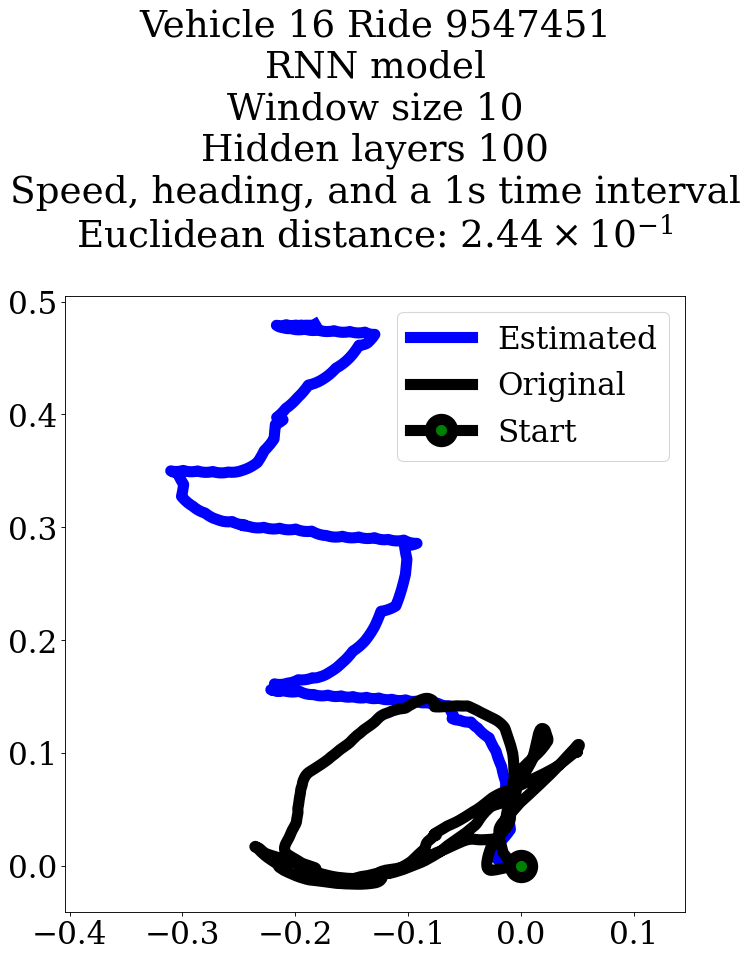 Vehicle 16 Ride 9547451
RNN model
Window size 10
Hidden layers 100
Speed, heading, and a 1s time interval
Euclidean distance: 2.44 × 10⁻¹
Estimated
Original
Start
0.5
0.4
0.3
0.2
0.1
0.0
−0.4 −0.3 −0.2 −0.1 0.0 0.1